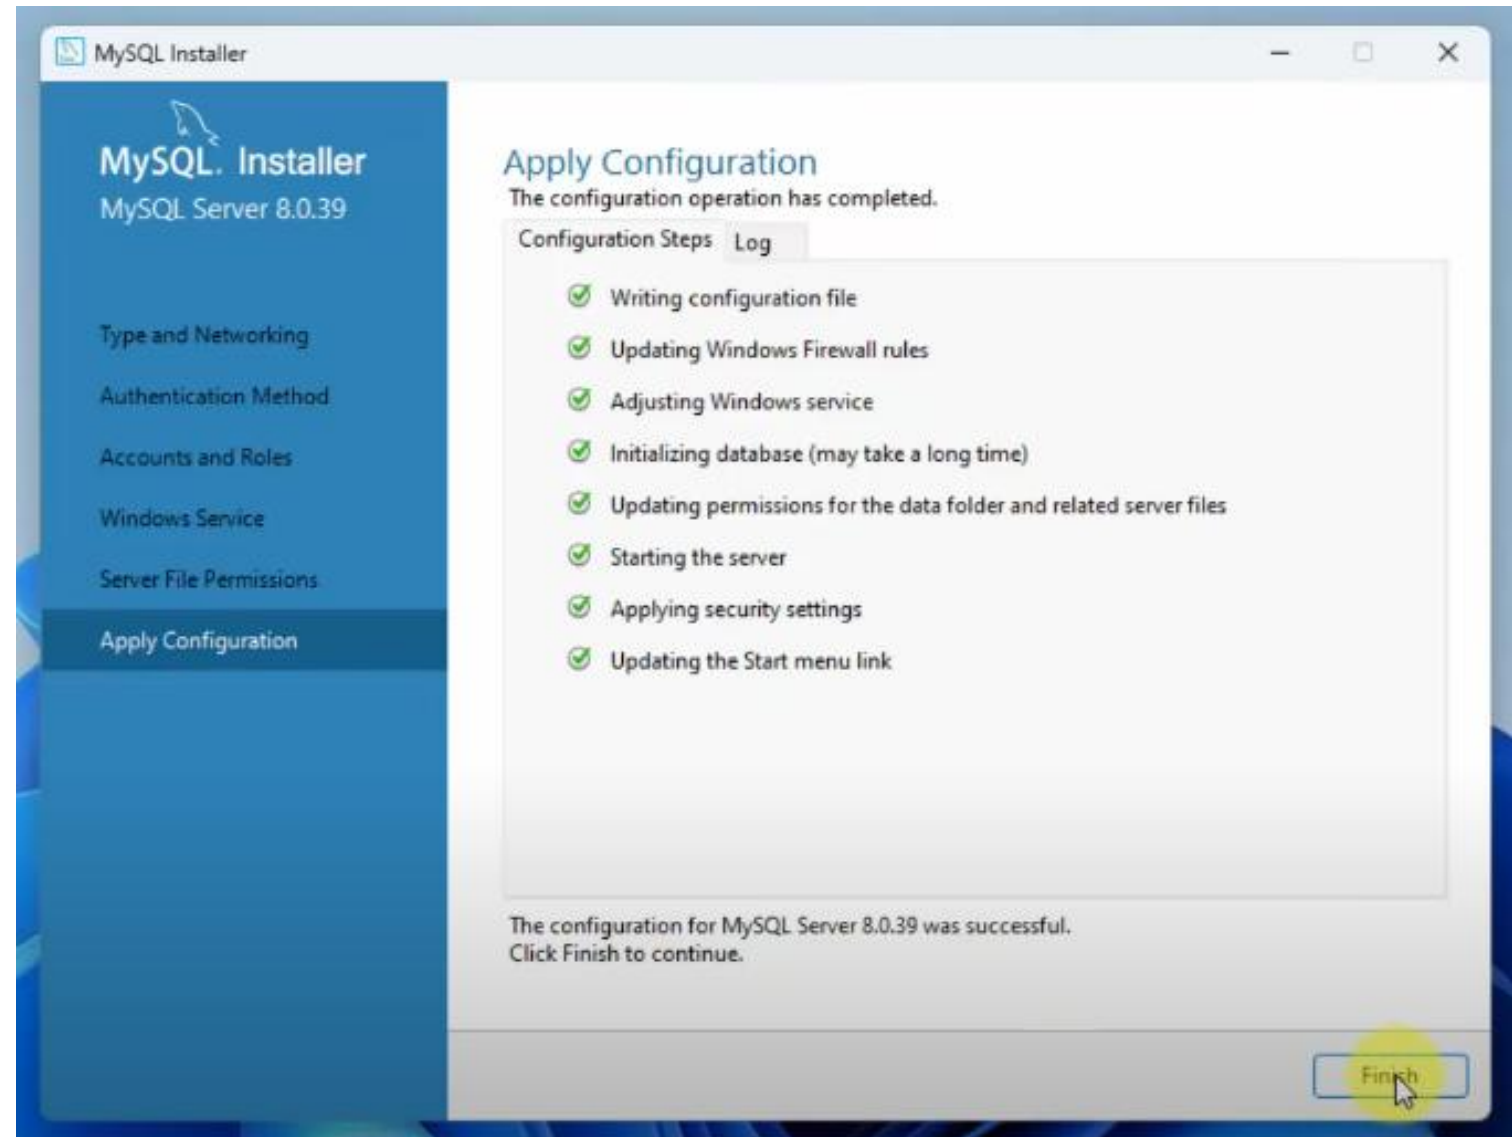 MySQL Installer
MySQL. Installer
MySQL Server 8.0.39
Type and Networking
Authentication Method
Accounts and Roles
Windows Service
Server File Permissions
Apply Configuration
Apply Configuration
The configuration operation has completed.
Configuration Steps
Log
Writing configuration file
Updating Windows Firewall rules
Adjusting Windows service
Initializing database (may take a long time)
Updating permissions for the data folder and related server files
Starting the server
Applying security settings
Updating the Start menu link
The configuration for MySQL Server 8.0.39 was successful.
Click Finish to continue.
Finish